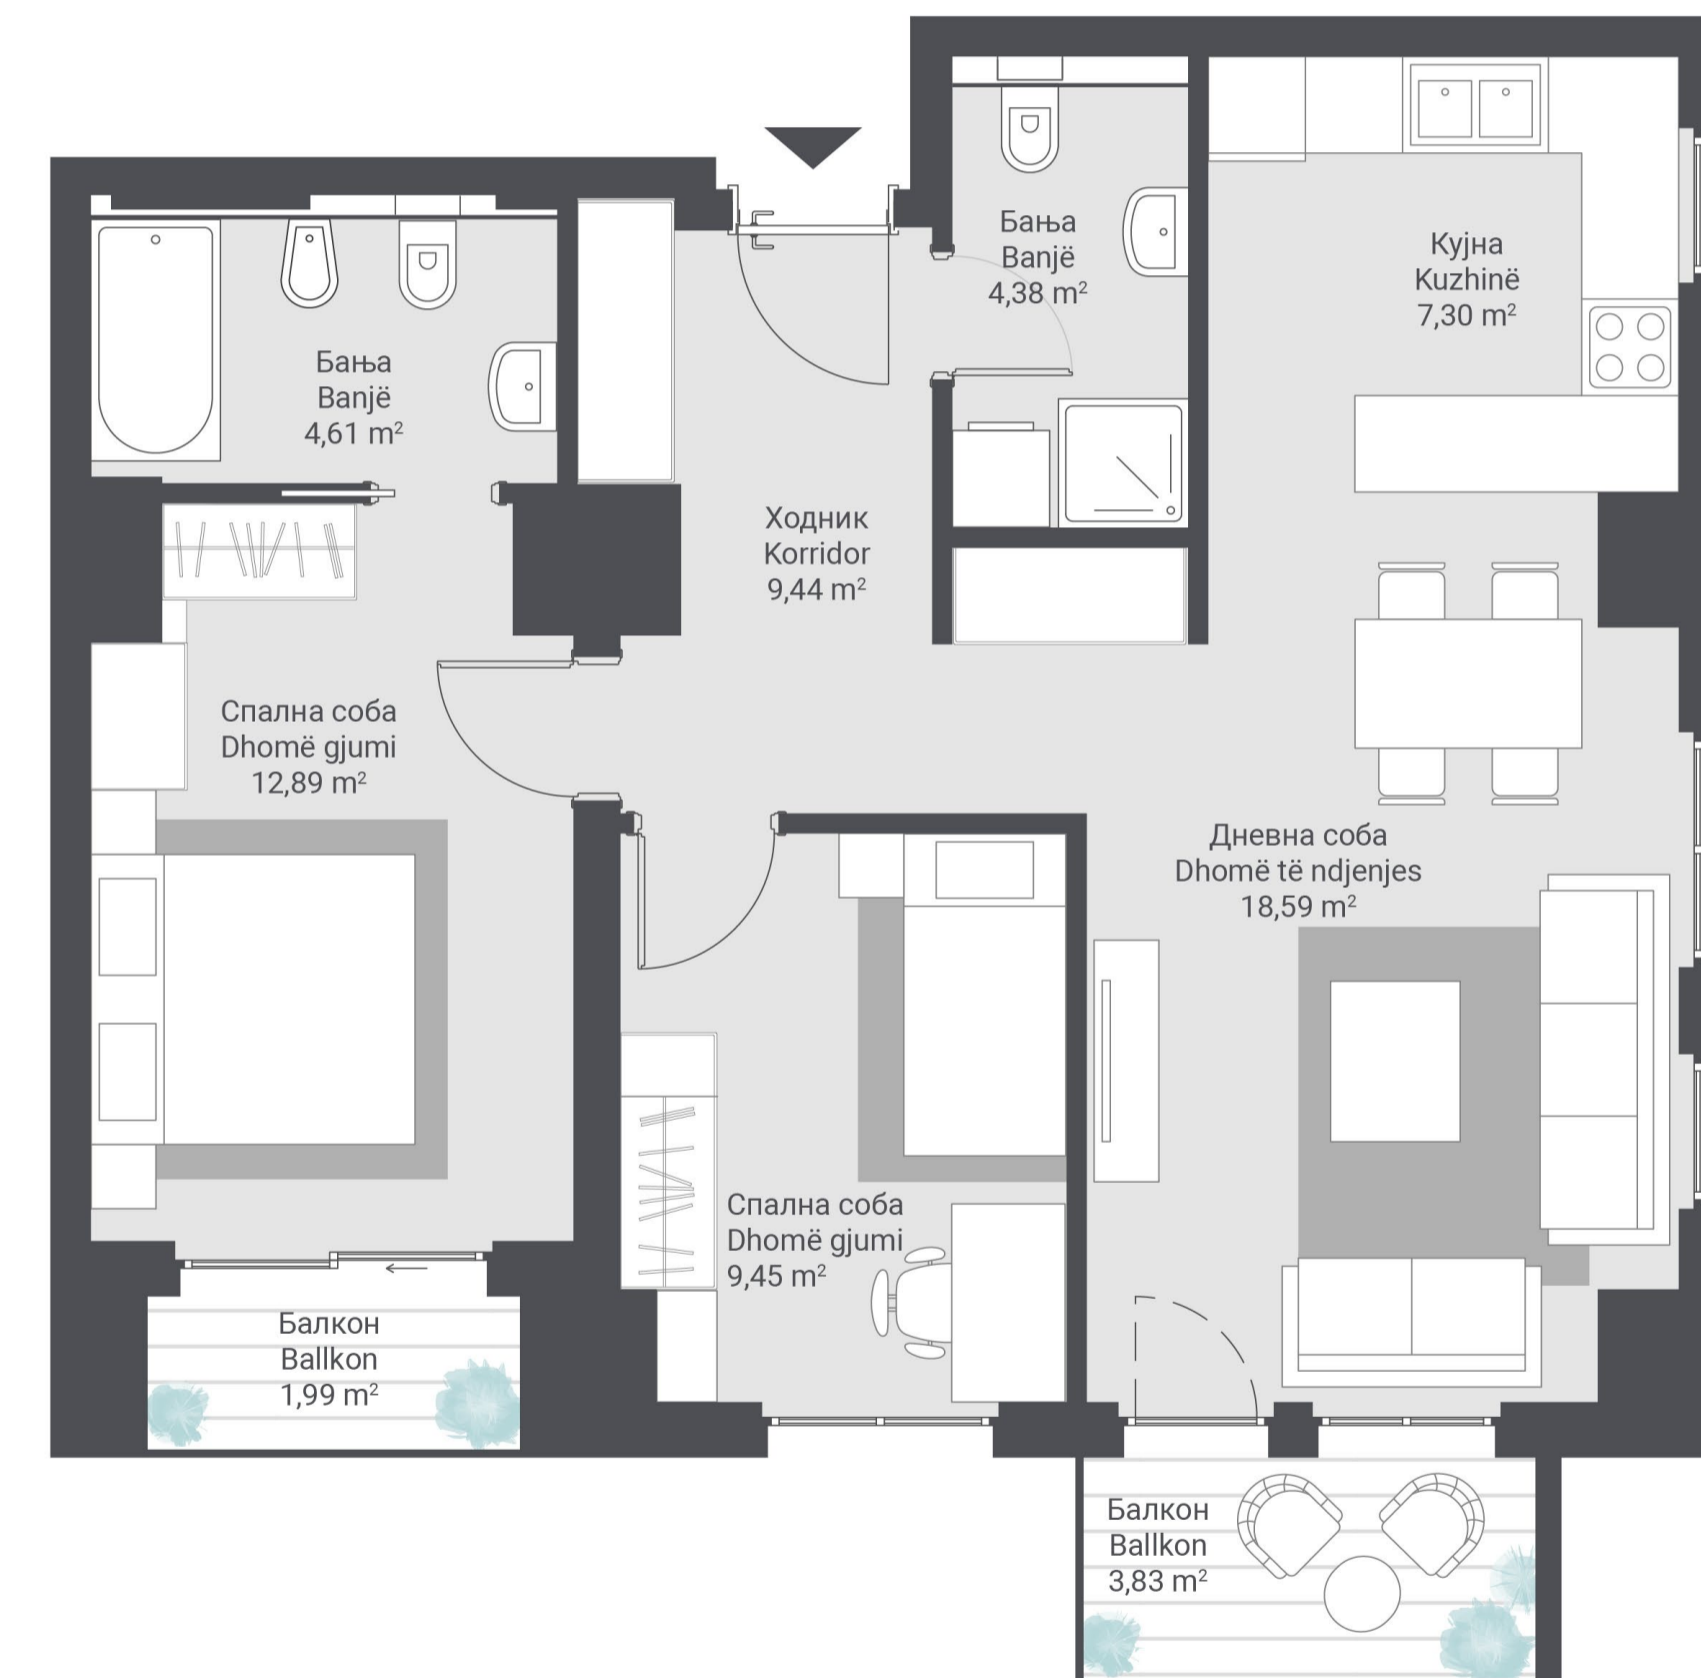 Бања
Banjë
4,38 m²
Кујна
Kuzhinë
7,30 m²
Бања
Banjë
4,61 m²
Ходник
Korridor
9,44 m²
Спална соба
Dhomë gjumi
12,89 m²
Дневна соба
Dhomë të ndjenjes
18,59 m²
Спална соба
Dhomë gjumi
9,45 m²
Балкон
Ballkon
1,99 m²
Балкон
Ballkon
3,83 m²